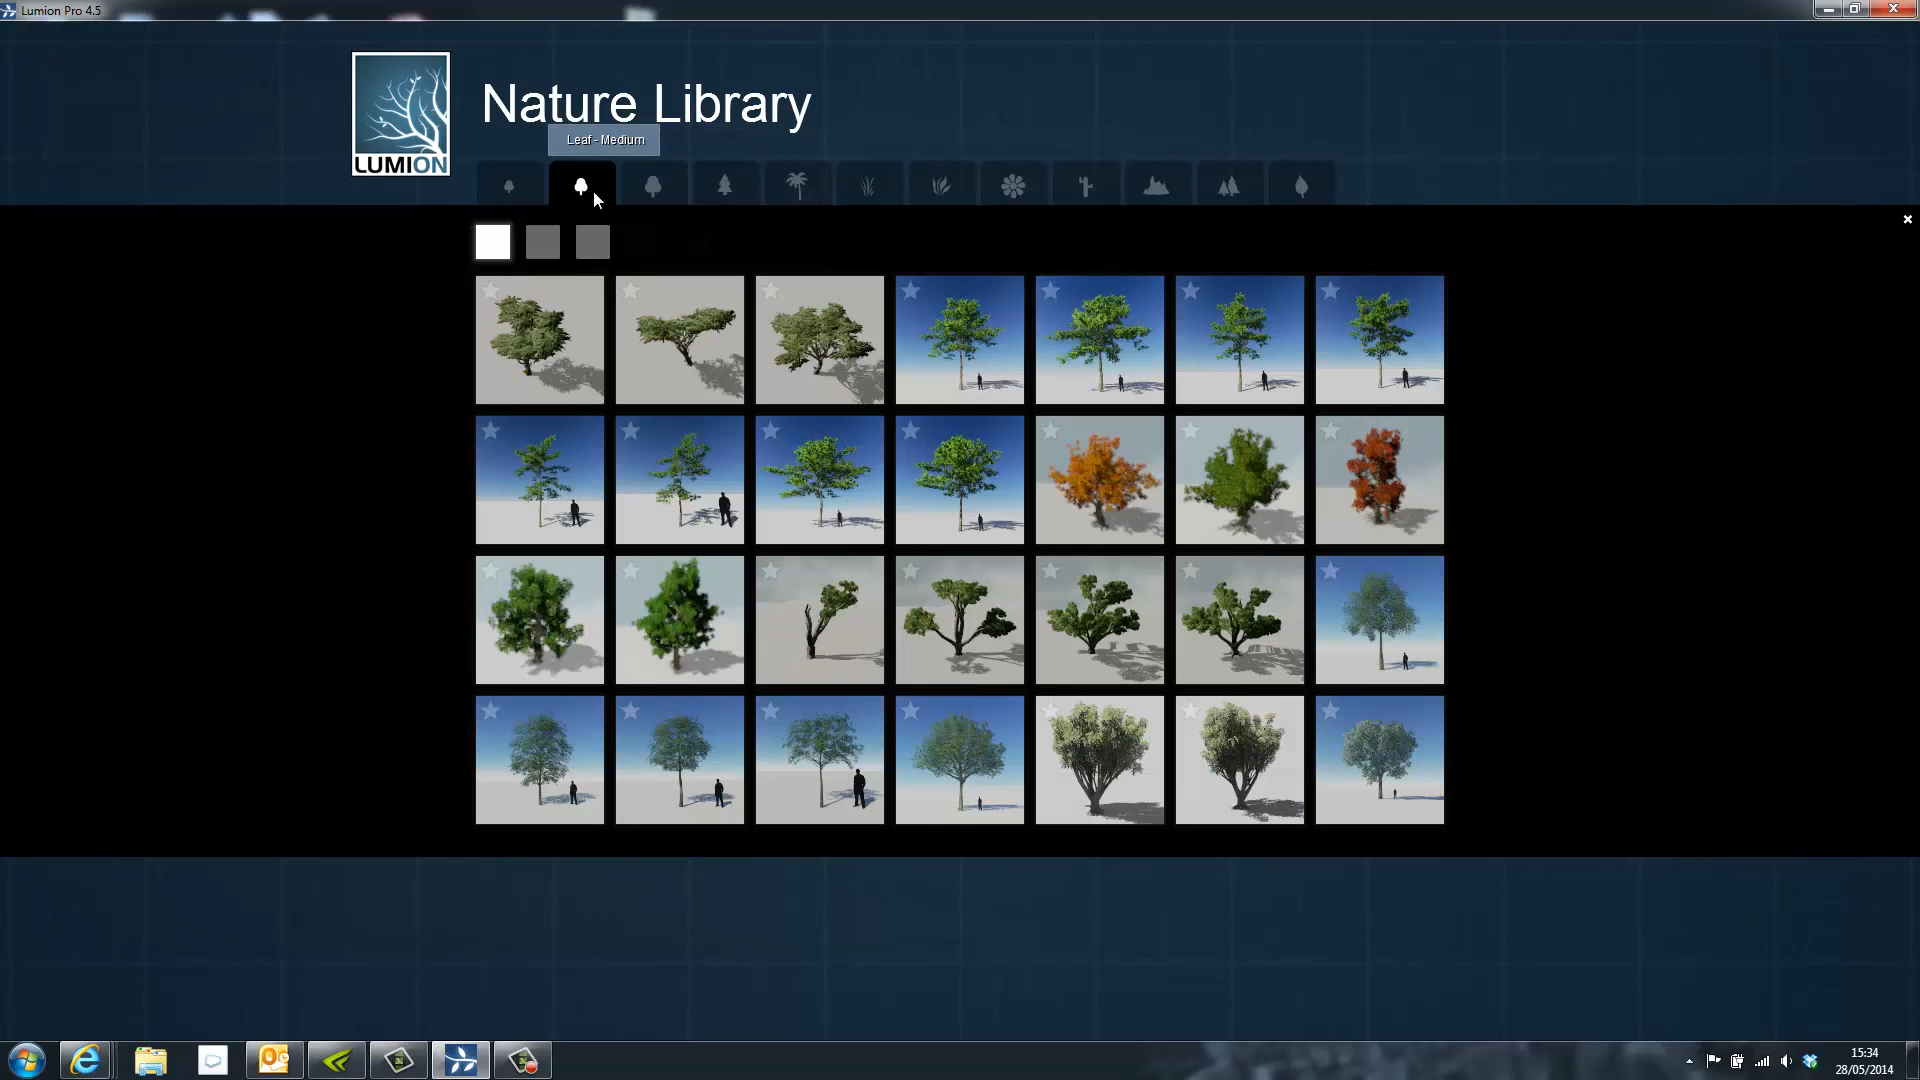 Lumion Pro 4.5
Nature Library
Leaf - Medium
LUMION
15:34
28/05/2014